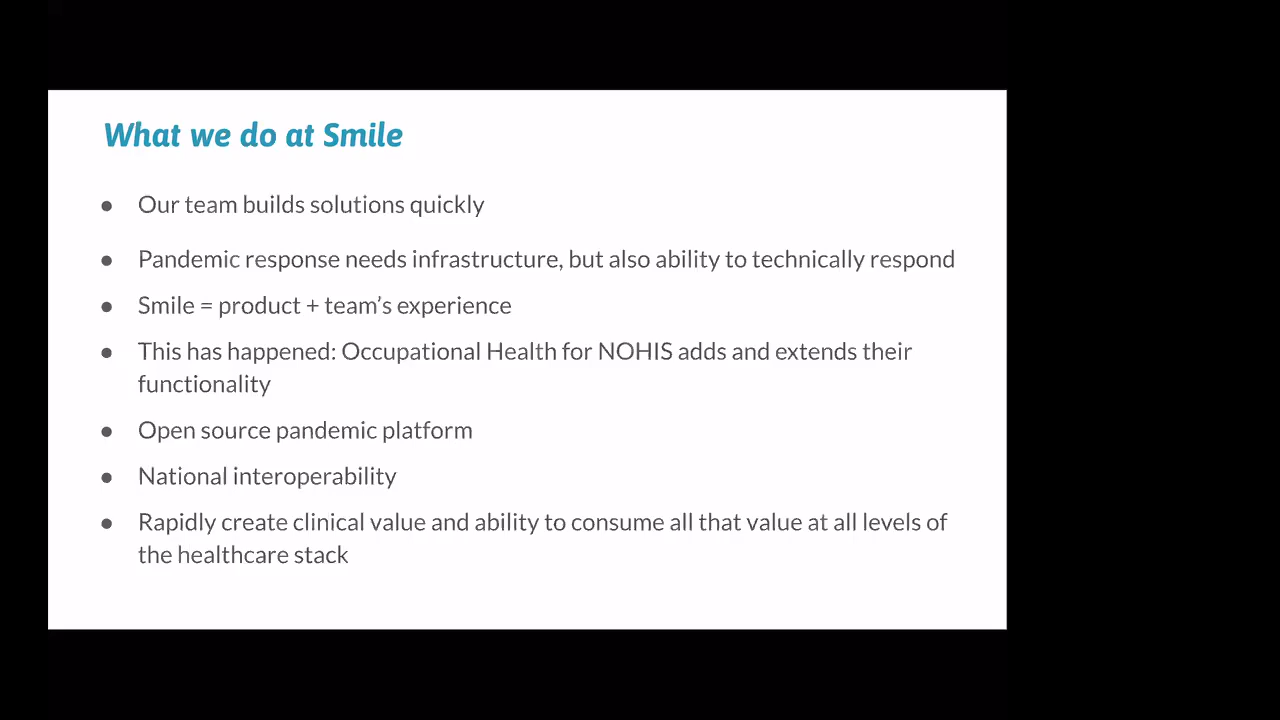 What we do at Smile
● Our team builds solutions quickly
● Pandemic response needs infrastructure, but also ability to technically respond
● Smile = product + team’s experience
● This has happened: Occupational Health for NOHIS adds and extends their
functionality
● Open source pandemic platform
● National interoperability
● Rapidly create clinical value and ability to consume all that value at all levels of
the healthcare stack